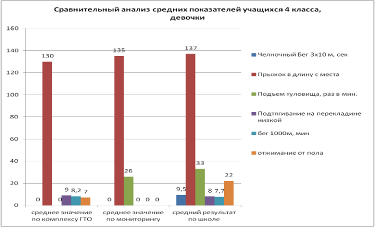 Сравнительный анализ средних показателей учащихся 4 класса,
девочки
160
140
120
100
80
60
40
20
0
0
130
0
9
8,2
7
0
135
26
0
0
0
9,5
137
33
8
7,7
22
среднее значение
по комплексу ГТО
среднее значение
по мониторингу
средний результат
по школе
Челночный бег 3х10 м, сек
Прыжок в длину с места
Подъем туловища, раз в мин.
Подтягивание на перекладине
низкой
бег 1000м, мин
отжимание от пола